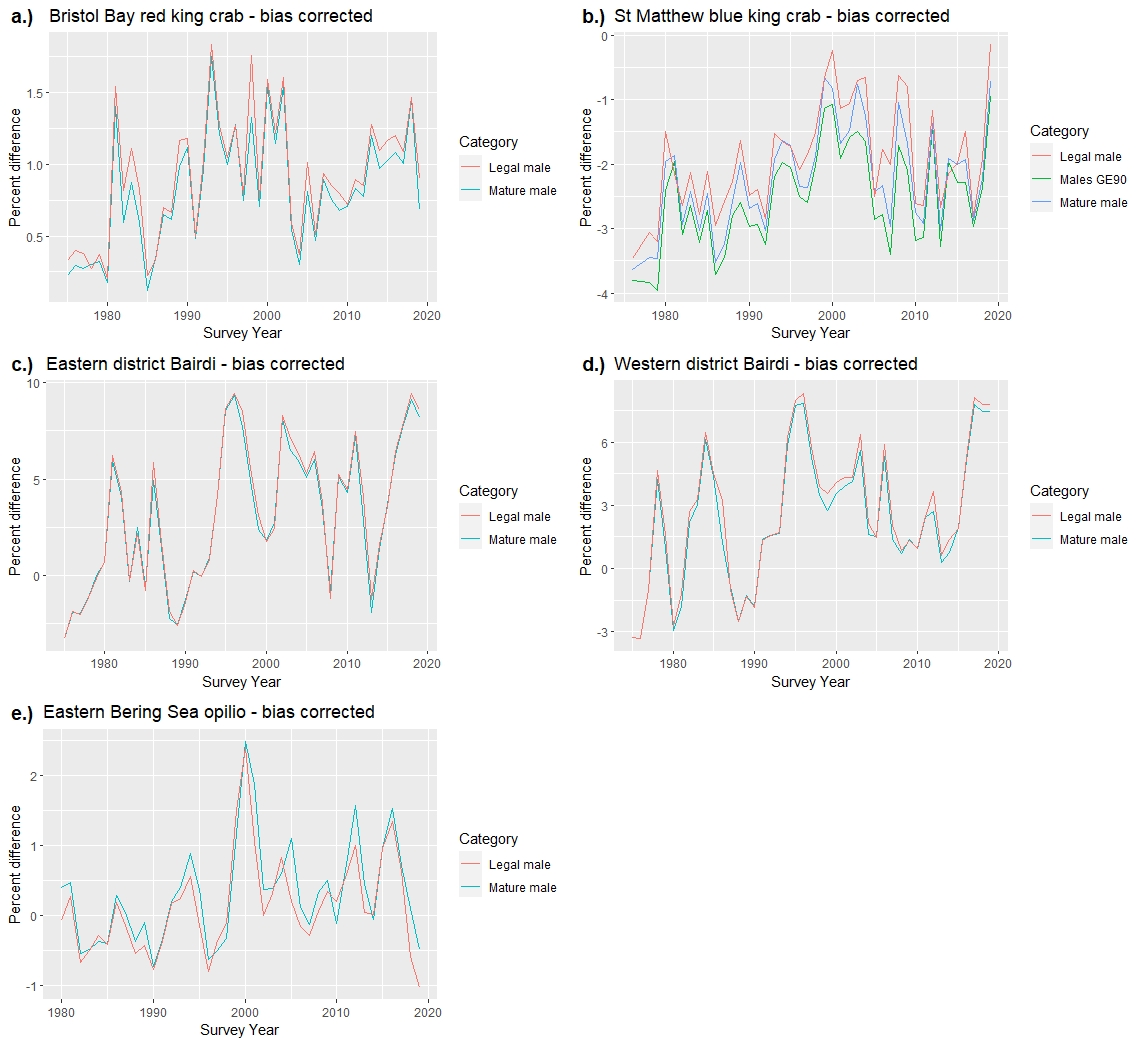 a.) Bristol Bay red king crab - bias corrected
Percent difference
1.5
1.0
0.5
1980 1990 2000 2010 2020
Survey Year
Category
Legal male
Mature male
b.) St Matthew blue king crab - bias corrected
Percent difference
0
-1
-2
-3
-4
1980 1990 2000 2010 2020
Survey Year
Category
Legal male
Males GE90
Mature male
c.) Eastern district Bairdi - bias corrected
Percent difference
10
5
0
1980 1990 2000 2010 2020
Survey Year
Category
Legal male
Mature male
d.) Western district Bairdi - bias corrected
Percent difference
6
3
0
-3
1980 1990 2000 2010 2020
Survey Year
Category
Legal male
Mature male
e.) Eastern Bering Sea opilio - bias corrected
Percent difference
2
1
0
-1
1980 1990 2000 2010 2020
Survey Year
Category
Legal male
Mature male